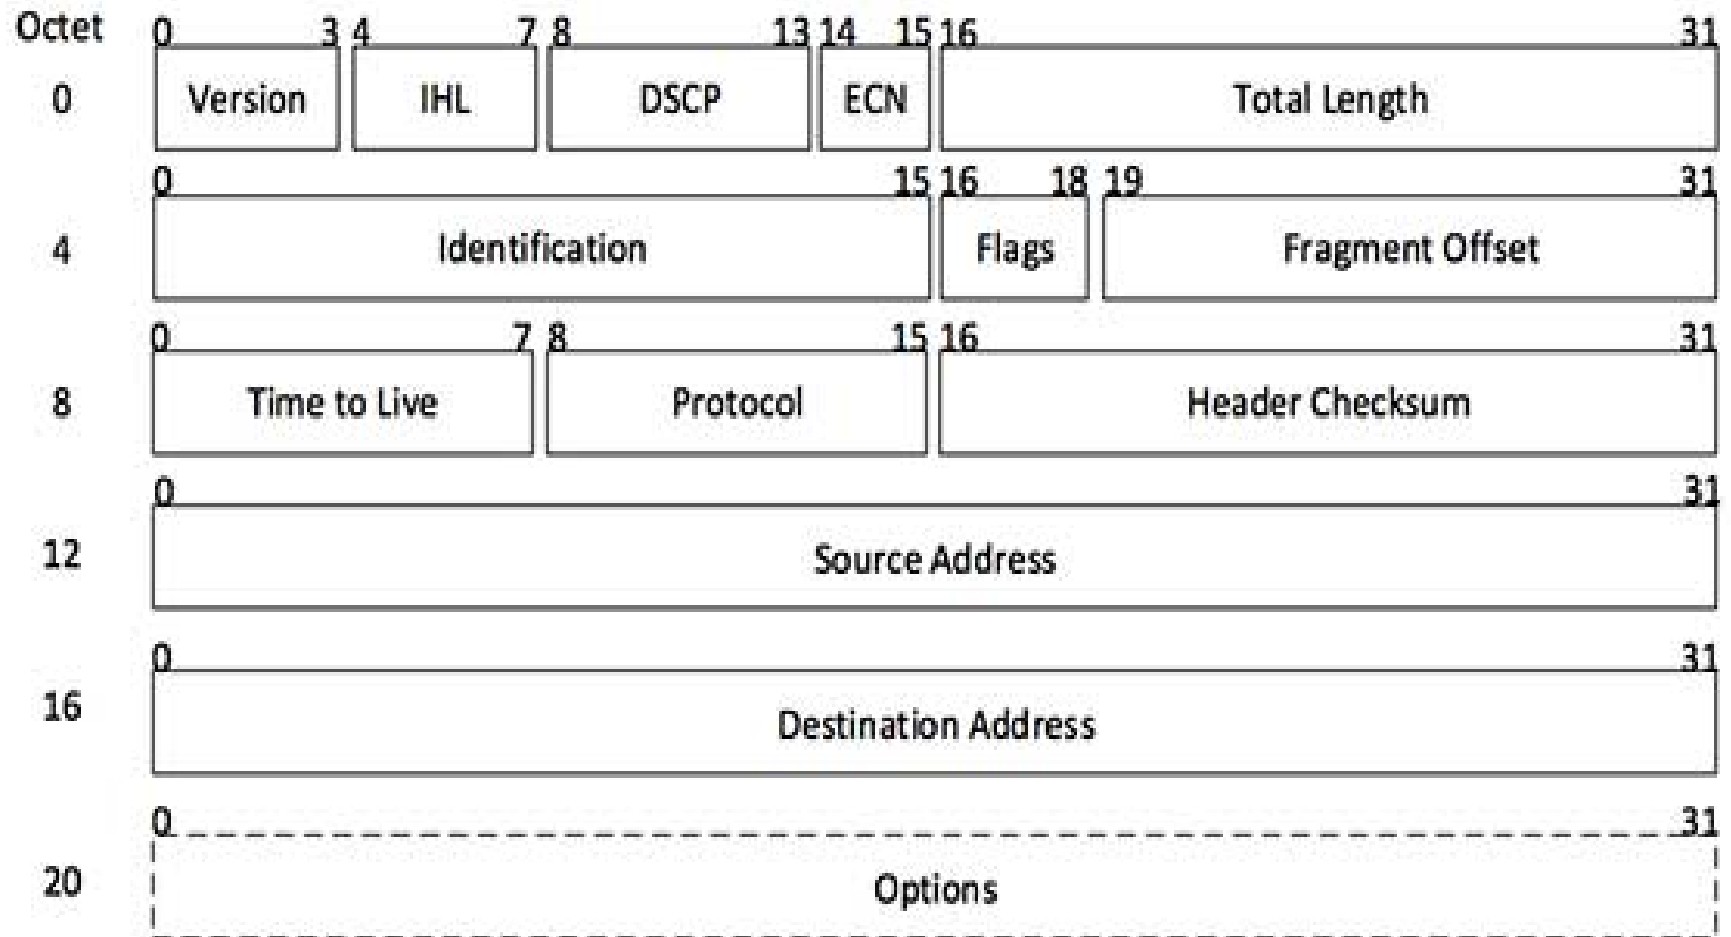 Octet 0 3 4 7 8 13 14 15 16 31
0 Version IHL DSCP ECN Total Length
0 15 16 18 19 31
4 Identification Flags Fragment Offset
0 7 8 15 16 31
8 Time to Live Protocol Header Checksum
0 31
12 Source Address
0 31
16 Destination Address
0 31
20 Options